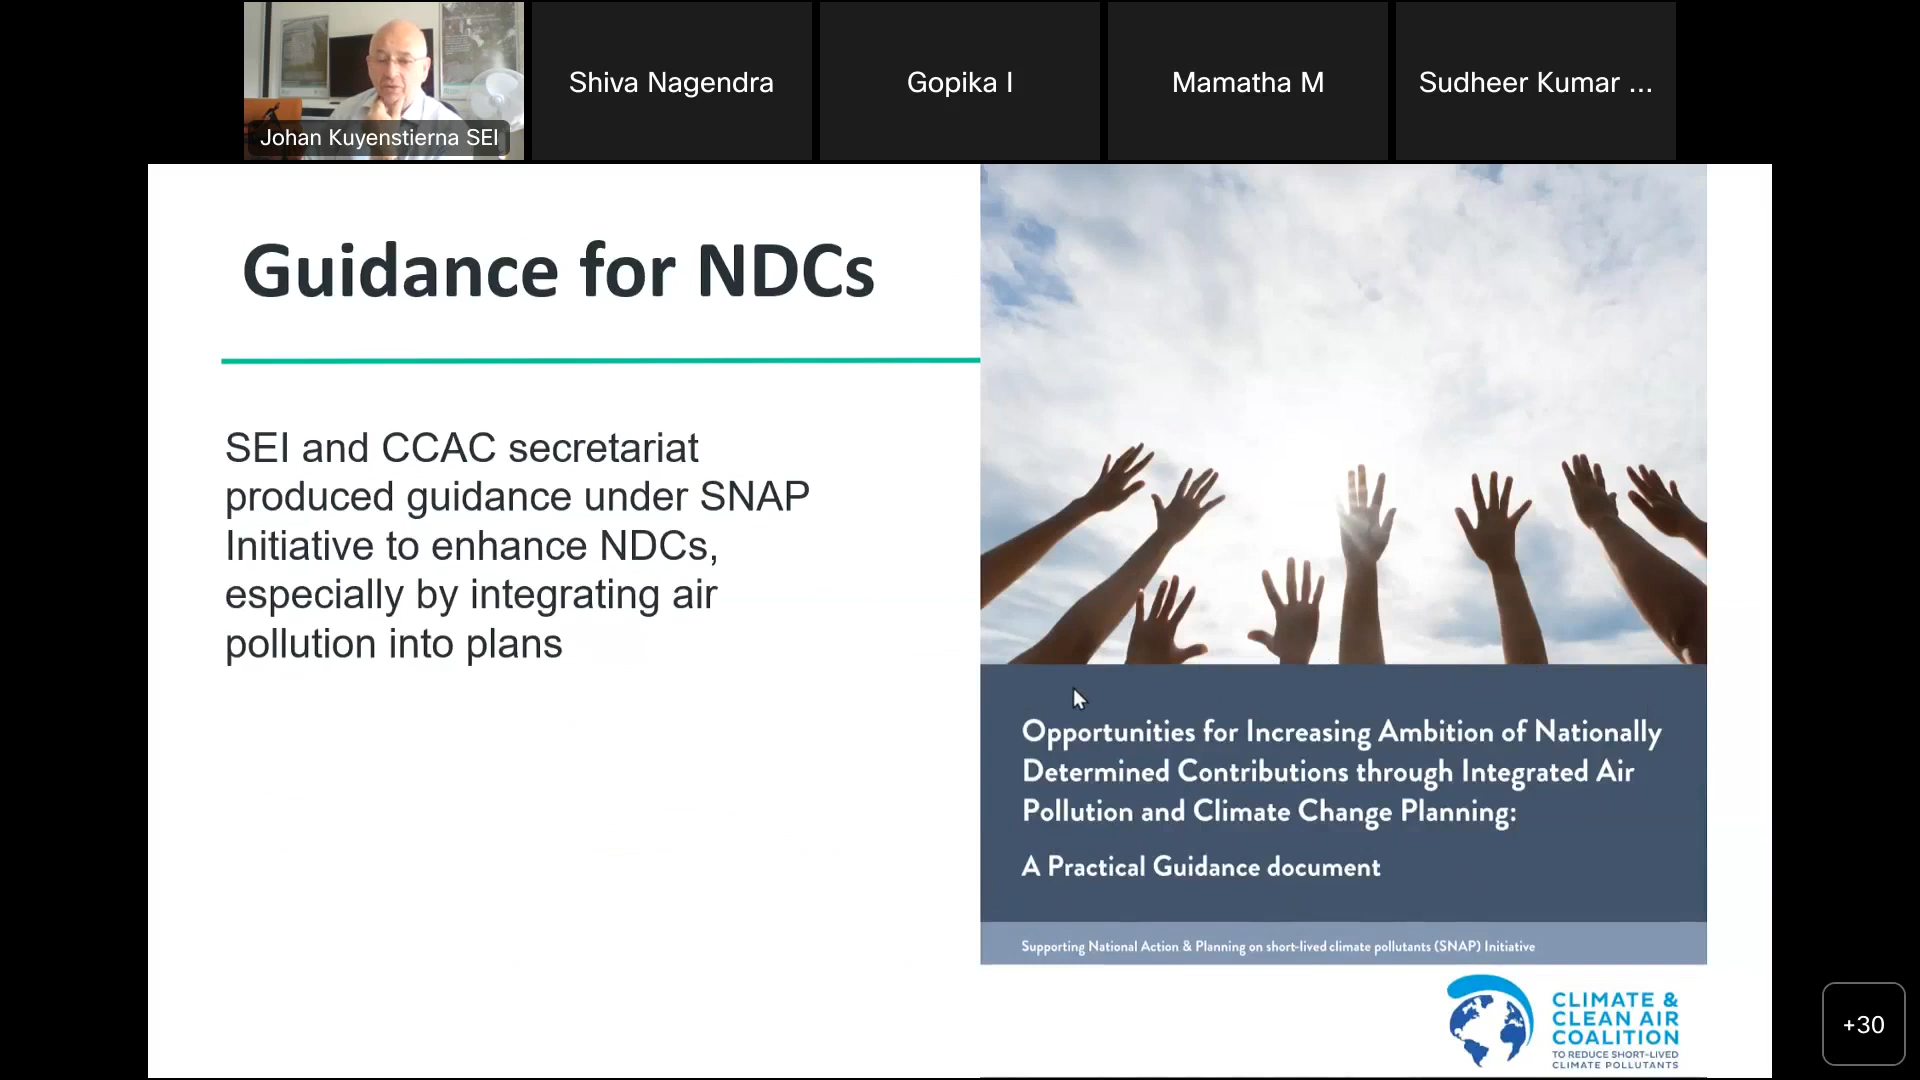 Johan Kuyenstierna SEI
Shiva Nagendra
Gopika I
Mamatha M
Sudheer Kumar ...
Guidance for NDCs
SEI and CCAC secretariat
produced guidance under SNAP
Initiative to enhance NDCs,
especially by integrating air
pollution into plans
Opportunities for Increasing Ambition of Nationally
Determined Contributions through Integrated Air
Pollution and Climate Change Planning:
A Practical Guidance document
Supporting National Action & Planning on short-lived climate pollutants (SNAP) Initiative
CLIMATE &
CLEAN AIR
COALITION
TO REDUCE SHORT-LIVED
CLIMATE POLLUTANTS
+30